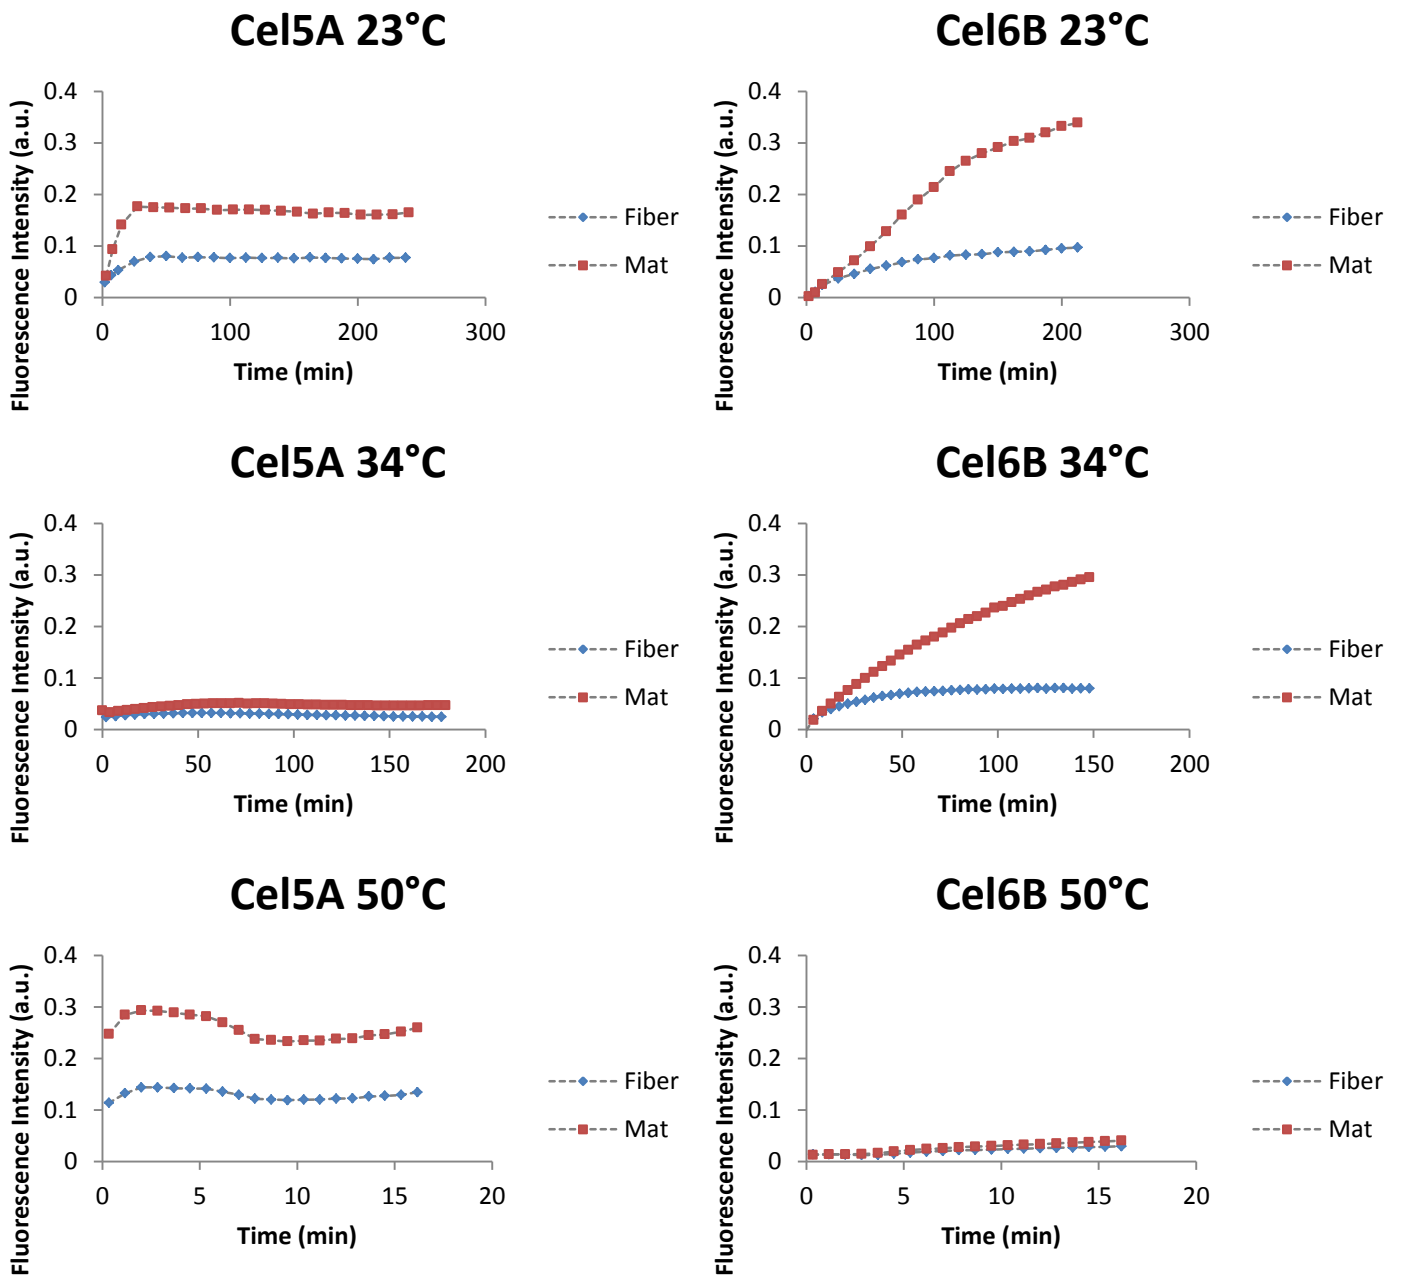 Cel5A 23°C
Fluorescence Intensity (a.u.)
0.4
0.3
0.2
0.1
0
0 100 200 300
Time (min)
Fiber
Mat
Cel6B 23°C
Fluorescence Intensity (a.u.)
0.4
0.3
0.2
0.1
0
0 100 200 300
Time (min)
Fiber
Mat
Cel5A 34°C
Fluorescence Intensity (a.u.)
0.4
0.3
0.2
0.1
0
0 50 100 150 200
Time (min)
Fiber
Mat
Cel6B 34°C
Fluorescence Intensity (a.u.)
0.4
0.3
0.2
0.1
0
0 50 100 150 200
Time (min)
Fiber
Mat
Cel5A 50°C
Fluorescence Intensity (a.u.)
0.4
0.3
0.2
0.1
0
0 5 10 15 20
Time (min)
Fiber
Mat
Cel6B 50°C
Fluorescence Intensity (a.u.)
0.4
0.3
0.2
0.1
0
0 5 10 15 20
Time (min)
Fiber
Mat